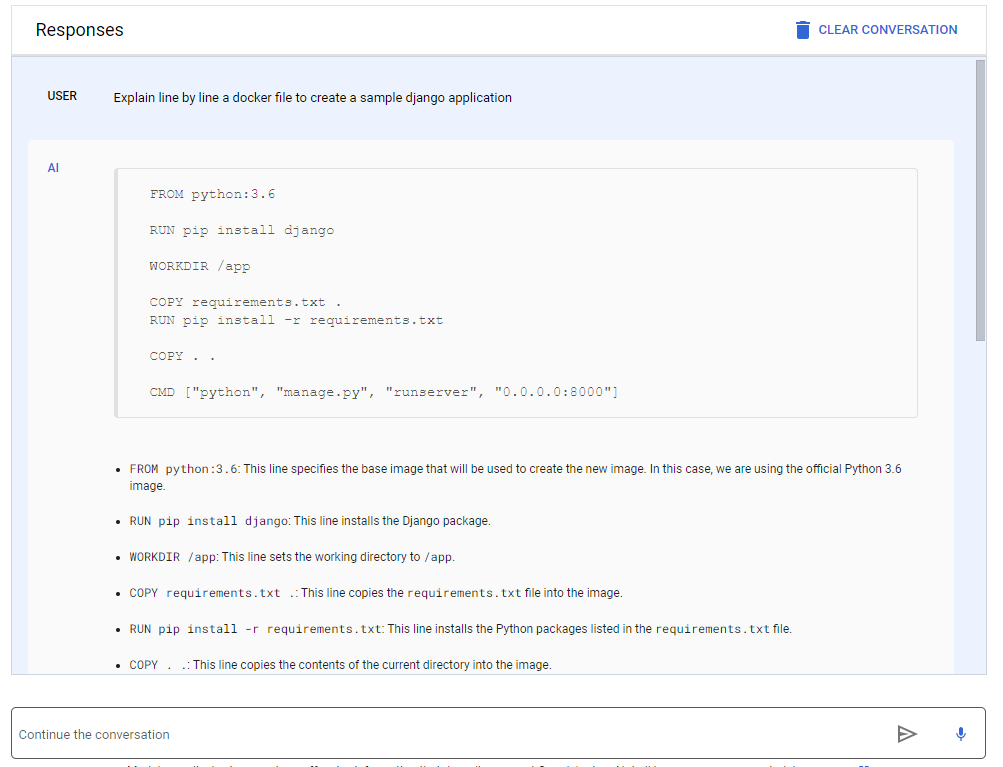 Responses
CLEAR CONVERSATION
USER
Explain line by line a docker file to create a sample django application
AI
FROM python:3.6
RUN pip install django
WORKDIR /app
COPY requirements.txt .
RUN pip install -r requirements.txt
COPY . .
CMD ["python", "manage.py", "runserver", "0.0.0.0:8000"]
• FROM python:3.6: This line specifies the base image that will be used to create the new image. In this case, we are using the official Python 3.6
image.
• RUN pip install django: This line installs the Django package.
• WORKDIR /app: This line sets the working directory to /app.
• COPY requirements.txt .: This line copies the requirements.txt file into the image.
• RUN pip install -r requirements.txt: This line installs the Python packages listed in the requirements.txt file.
• COPY . .: This line copies the contents of the current directory into the image.
Continue the conversation